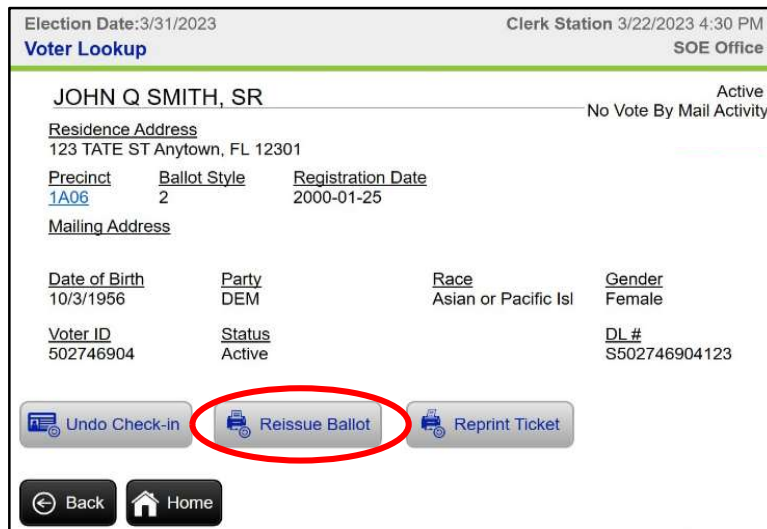 Election Date:3/31/2023 Clerk Station 3/22/2023 4:30 PM
Voter Lookup SOE Office
JOHN Q SMITH, SR Active
No Vote By Mail Activity
Residence Address
123 TATE ST Anytown, FL 12301
Precinct Ballot Style Registration Date
1A06 2 2000-01-25
Mailing Address
Date of Birth Party Race Gender
10/3/1956 DEM Asian or Pacific Isl Female
Voter ID Status DL #
502746904 Active S502746904123
Undo Check-in Reissue Ballot Reprint Ticket
Back Home